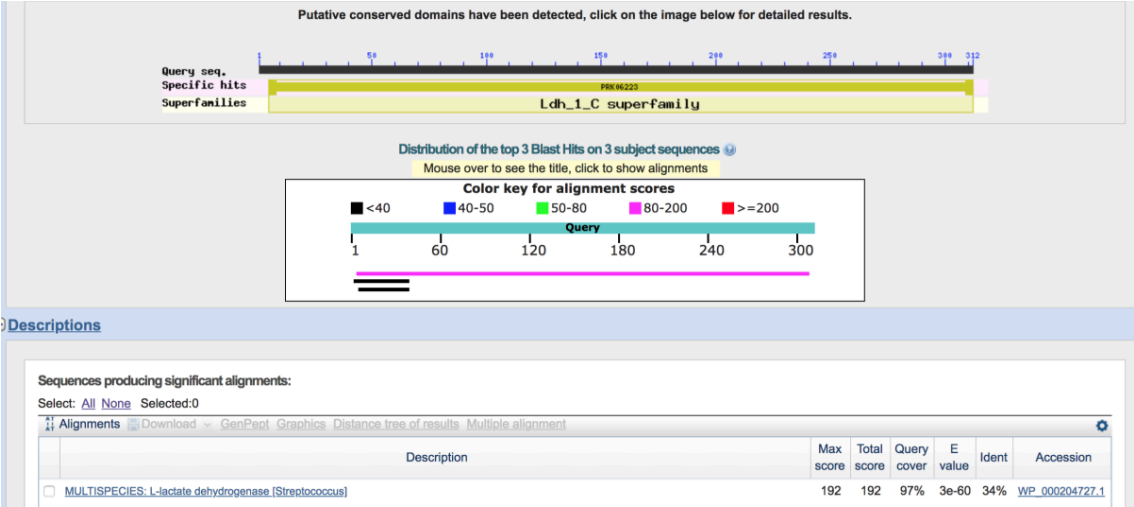 Putative conserved domains have been detected, click on the image below for detailed results.
1 50 100 150 200 250 300 312
Query seq.
Specific hits PRK06223
Superfamilies Ldh_1_C superfamily
Distribution of the top 3 Blast Hits on 3 subject sequences
Mouse over to see the title, click to show alignments
Color key for alignment scores
<40 40-50 50-80 80-200 >=200
Query
1 60 120 180 240 300
Descriptions
Sequences producing significant alignments:
Select: All None Selected:0
Alignments Download GenPept Graphics Distance tree of results Multiple alignment
Description Max score Total score Query cover E value Ident Accession
MULTISPECIES: L-lactate dehydrogenase [Streptococcus] 192 192 97% 3e-60 34% WP_000204727.1